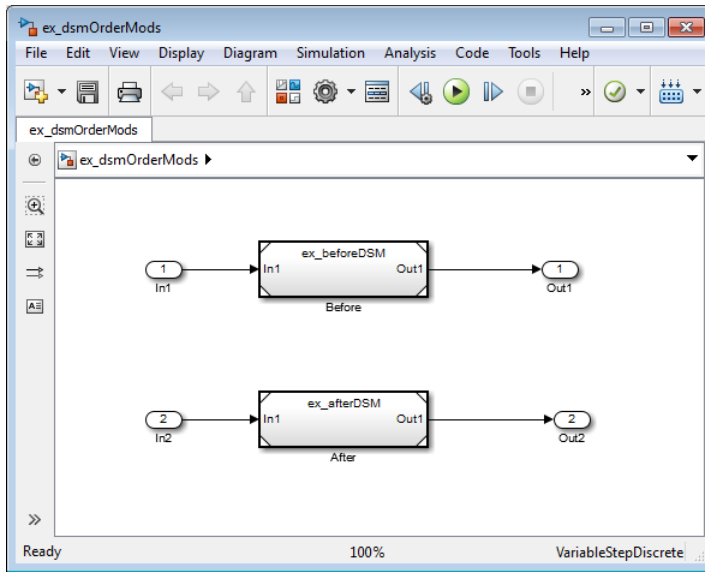 ex_dsmOrderMods
File Edit View Display Diagram Simulation Analysis Code Tools Help
»
ex_dsmOrderMods
ex_dsmOrderMods
1
In1
ex_beforeDSM
In1 Out1
Before
1
Out1
2
In2
ex_afterDSM
In1 Out1
After
2
Out2
Ready 100% VariableStepDiscrete